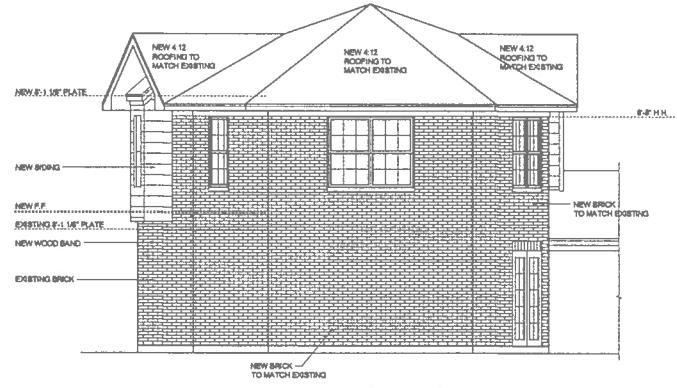 NEW 4:12
ROOFING TO
MATCH EXISTING
NEW 4:12
ROOFING TO
MATCH EXISTING
NEW 4:12
ROOFING TO
MATCH EXISTING
NEW 8'-1 1/8" PLATE
6'-8" H.H.
NEW SIDING
NEW F.F.
NEW BRICK
TO MATCH EXISTING
EXISTING 8'-1 1/8" PLATE
NEW WOOD BAND
EXISTING BRICK
NEW BRICK
TO MATCH EXISTING